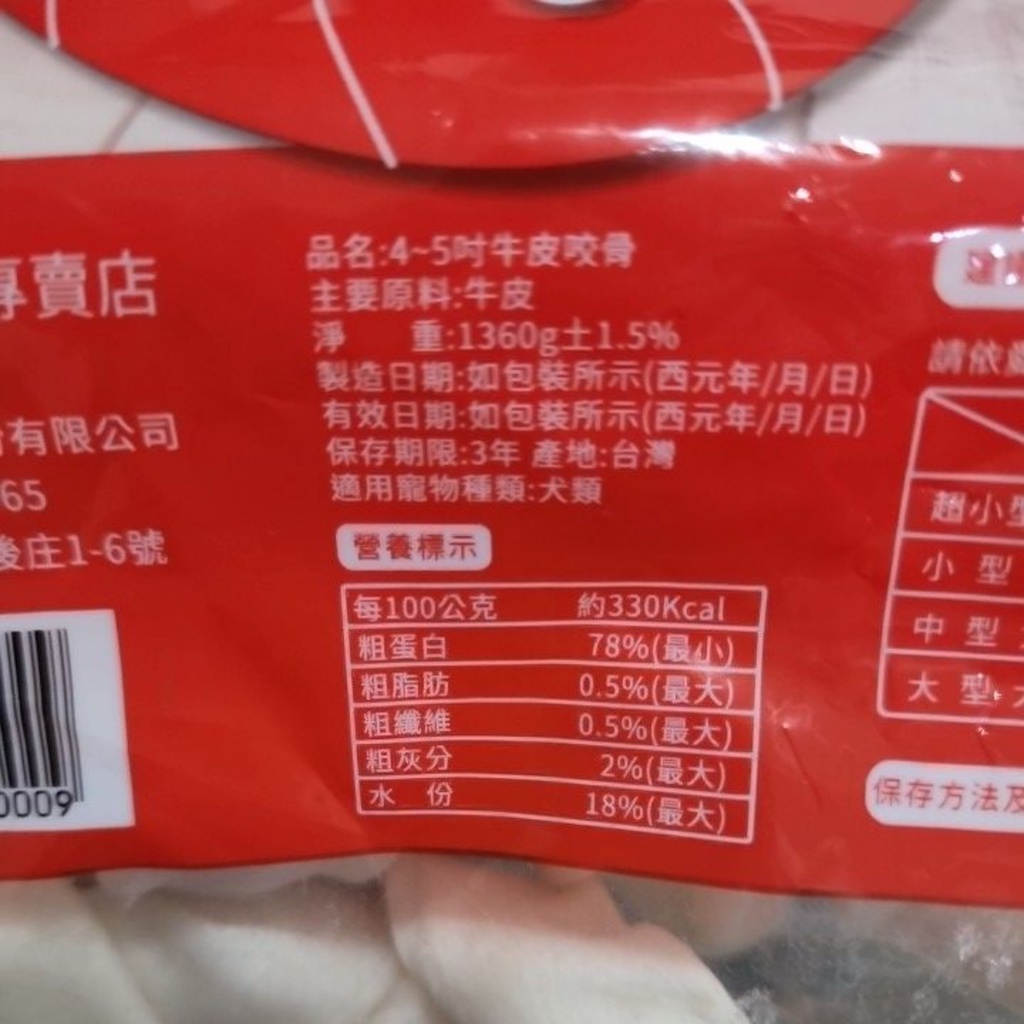 專賣店
有限公司
65
後庄1-6號
0009
品名:4~5吋牛皮咬骨
主要原料:牛皮
淨 重:1360g±1.5%
製造日期:如包裝所示(西元年/月/日)
有效日期:如包裝所示(西元年/月/日)
保存期限:3年 產地:台灣
適用寵物種類:犬類
營養標示
每100公克 約330Kcal
粗蛋白 78%(最小)
粗脂肪 0.5%(最大)
粗纖維 0.5%(最大)
粗灰分 2%(最大)
水 份 18%(最大)
請依
超小型
小 型
中 型
大 型
保存方法及